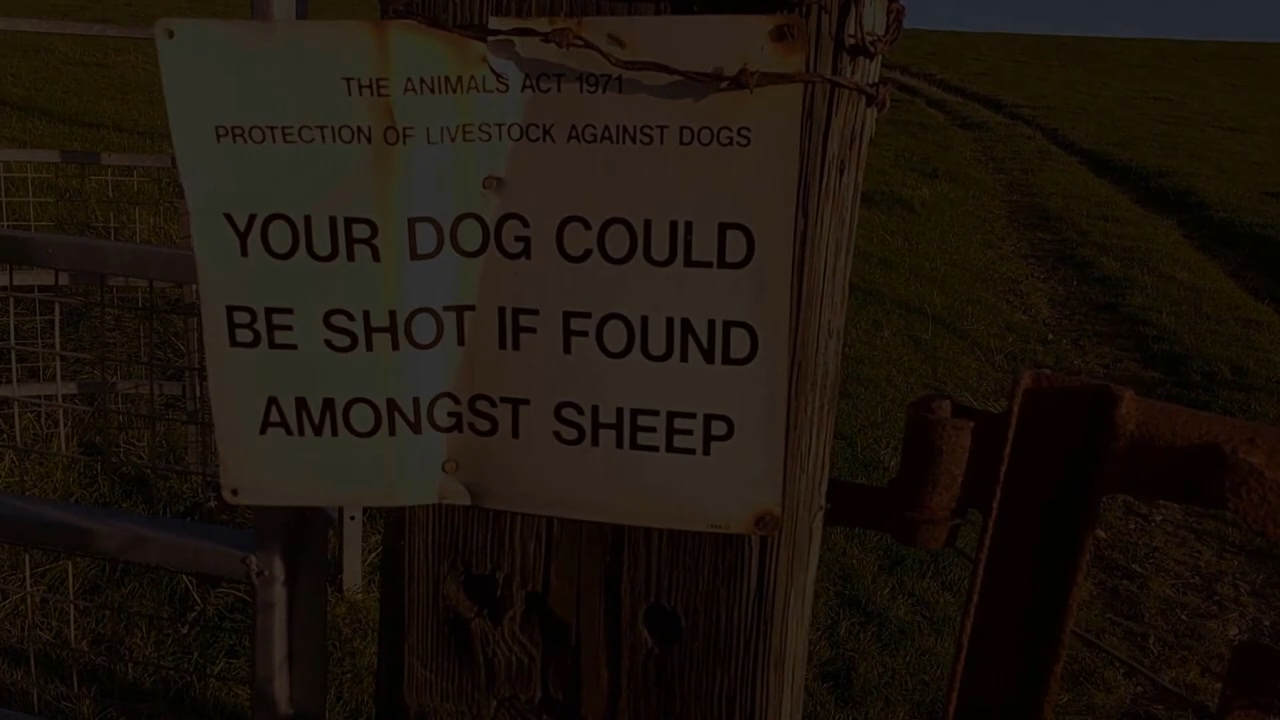 THE ANIMALS ACT 1971
PROTECTION OF LIVESTOCK AGAINST DOGS
YOUR DOG COULD
BE SHOT IF FOUND
AMONGST SHEEP